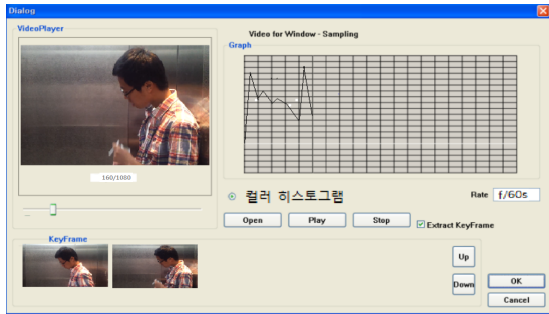 Dialog
VideoPlayer
Video for Window - Sampling
Graph
160/1080
컬러 히스토그램
Rate f/60s
Open Play Stop Extract KeyFrame
KeyFrame
Up
Down
OK
Cancel